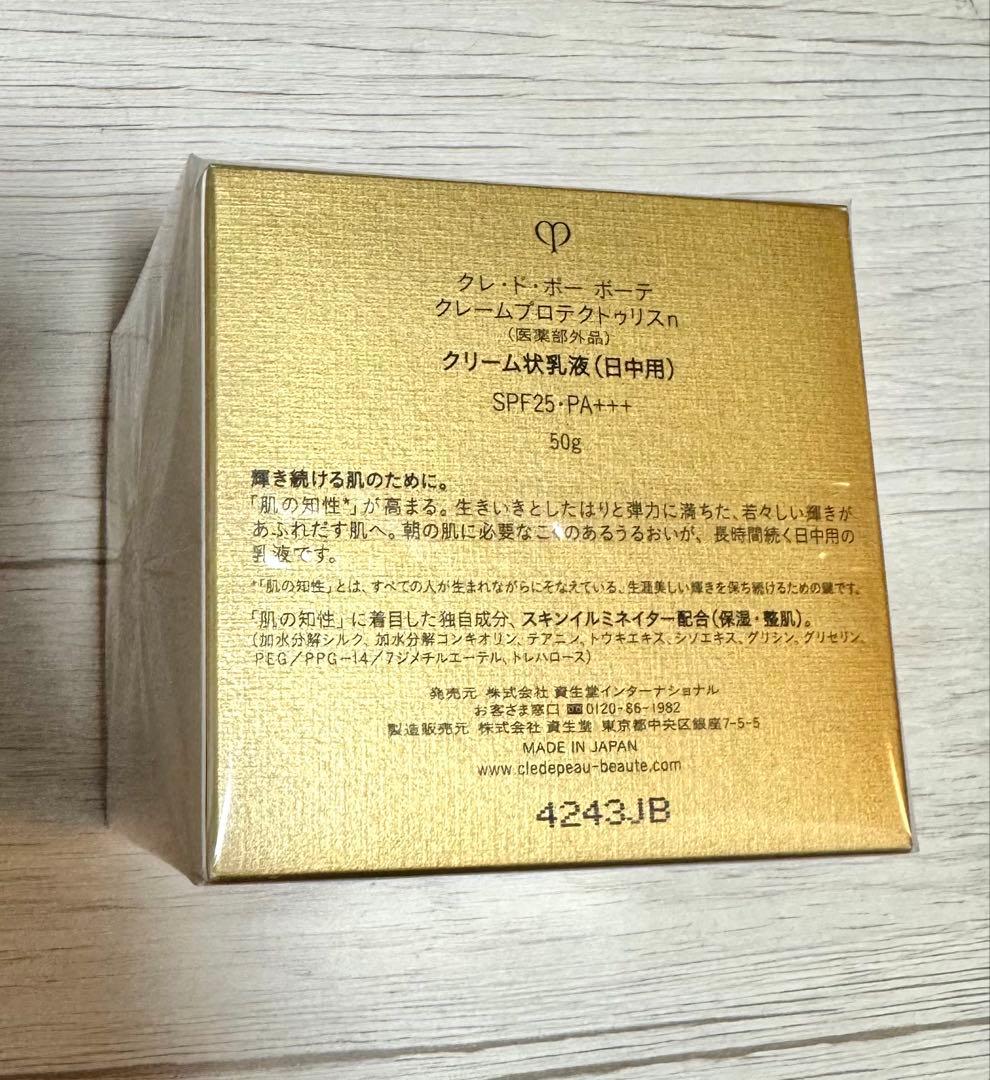 クレ・ド・ポー ボーテ
クレームプロテクトゥリスn
(医薬部外品)
クリーム状乳液(日中用)
SPF25・PA+++
50g
輝き続ける肌のために。
「肌の知性*」が高まる。生きいきとしたはりと弾力に満ちた、若々しい輝きが
あふれだす肌へ。朝の肌に必要なこくのあるうるおいが、長時間続く日中用の
乳液です。
*「肌の知性」とは、すべての人が生まれながらにそなえている、生涯美しい輝きを保ち続けるための鍵です。
「肌の知性」に着目した独自成分、スキンイルミネイター配合(保湿・整肌)。
(加水分解シルク、加水分解コンキオリン、テアニン、トウキエキス、シソエキス、グリシン、グリセリン、
PEG/PPG-14/7ジメチルエーテル、トレハロース)
発売元 株式会社 資生堂インターナショナル
お客さま窓口 0120-86-1982
製造販売元 株式会社 資生堂 東京都中央区銀座7-5-5
MADE IN JAPAN
www.cledepeau-beaute.com
4243JB